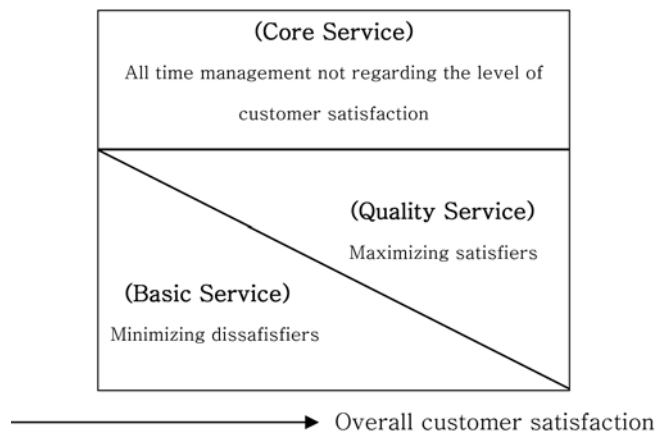 (Core Service)
All time management not regarding the level of
customer satisfaction
(Quality Service)
Maximizing satisfiers
(Basic Service)
Minimizing dissafisfiers
Overall customer satisfaction